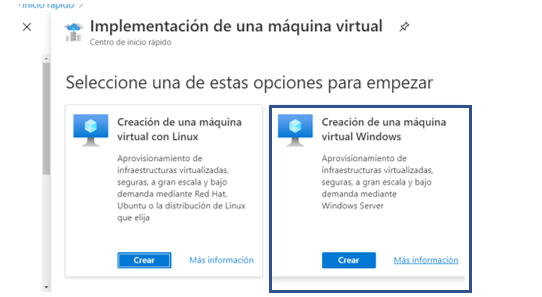 Inicio rápido >
Implementación de una máquina virtual
Centro de inicio rápido
Seleccione una de estas opciones para empezar
Creación de una máquina
virtual con Linux
Aprovisionamiento de
infraestructuras virtualizadas,
seguras, a gran escala y bajo
demanda mediante Red Hat,
Ubuntu o la distribución de Linux
que elija
Crear
Más información
Creación de una máquina
virtual Windows
Aprovisionamiento de
infraestructuras virtualizadas,
seguras, a gran escala y bajo
demanda mediante
Windows Server
Crear
Más información